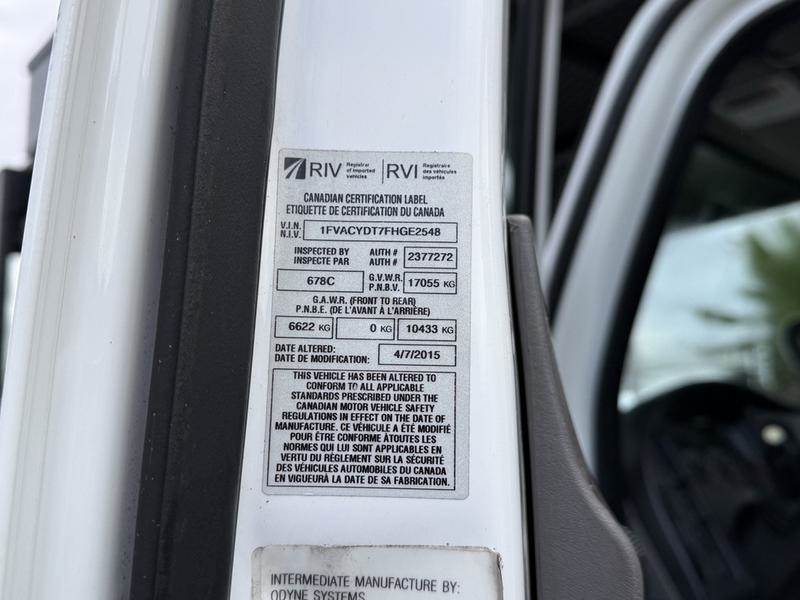 RIV Registrar of imported vehicles | RVI Registraire des véhicules importés
CANADIAN CERTIFICATION LABEL
ETIQUETTE DE CERTIFICATION DU CANADA
V.I.N. N.I.V. 1FVACYDT7FHGE2548
INSPECTED BY AUTH #
INSPECTE PAR AUTH # 2377272
678C G.V.W.R. P.N.B.V. 17055 KG
G.A.W.R. (FRONT TO REAR)
P.N.B.E. (DE L'AVANT À L'ARRIÈRE)
6622 KG 0 KG 10433 KG
DATE ALTERED:
DATE DE MODIFICATION: 4/7/2015
THIS VEHICLE HAS BEEN ALTERED TO
CONFORM TO ALL APPLICABLE
STANDARDS PRESCRIBED UNDER THE
CANADIAN MOTOR VEHICLE SAFETY
REGULATIONS IN EFFECT ON THE DATE OF
MANUFACTURE. CE VÉHICULE A ÉTÉ MODIFIÉ
POUR ÊTRE CONFORME ÀTOUTES LES
NORMES QUI LUI SONT APPLICABLES EN
VERTU DU RÉGLEMENT SUR LA SÉCURITÉ
DES VÉHICULES AUTOMOBILES DU CANADA
EN VIGUEURÀ LA DATE DE SA FABRICATION.
INTERMEDIATE MANUFACTURE BY:
ODYNE SYSTEMS